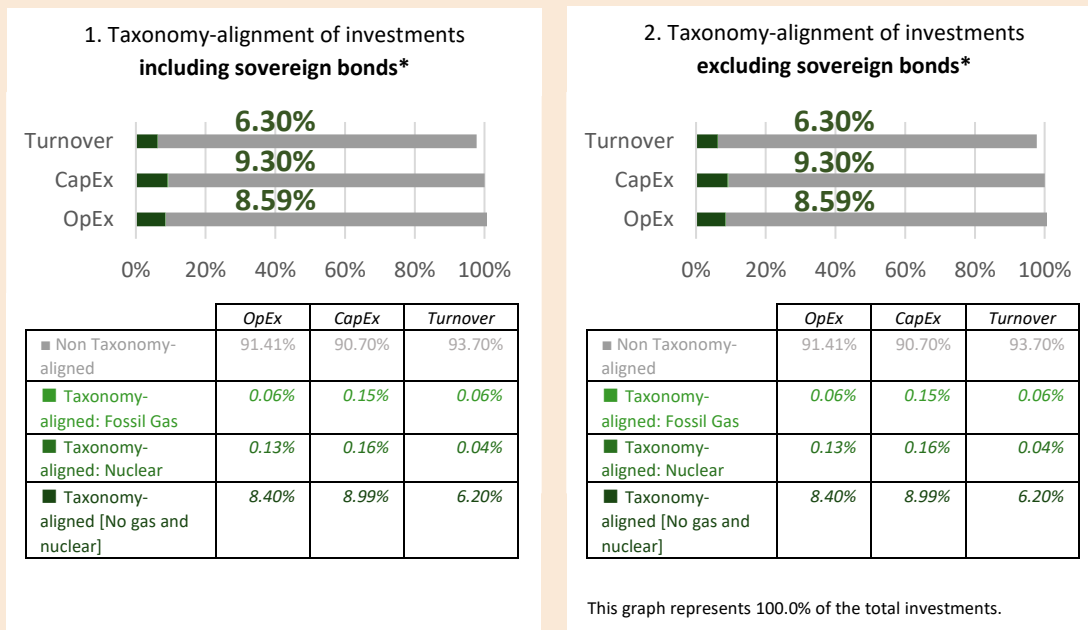 1. Taxonomy-alignment of investments
including sovereign bonds*
Turnover
CapEx
OpEx
6.30%
9.30%
8.59%
0% 20% 40% 60% 80% 100%
OpEx CapEx Turnover
■ Non Taxonomy-
aligned 91.41% 90.70% 93.70%
■ Taxonomy-
aligned: Fossil Gas 0.06% 0.15% 0.06%
■ Taxonomy-
aligned: Nuclear 0.13% 0.16% 0.04%
■ Taxonomy-
aligned [No gas and
nuclear] 8.40% 8.99% 6.20%
2. Taxonomy-alignment of investments
excluding sovereign bonds*
Turnover
CapEx
OpEx
6.30%
9.30%
8.59%
0% 20% 40% 60% 80% 100%
OpEx CapEx Turnover
■ Non Taxonomy-
aligned 91.41% 90.70% 93.70%
■ Taxonomy-
aligned: Fossil Gas 0.06% 0.15% 0.06%
■ Taxonomy-
aligned: Nuclear 0.13% 0.16% 0.04%
■ Taxonomy-
aligned [No gas and
nuclear] 8.40% 8.99% 6.20%
This graph represents 100.0% of the total investments.